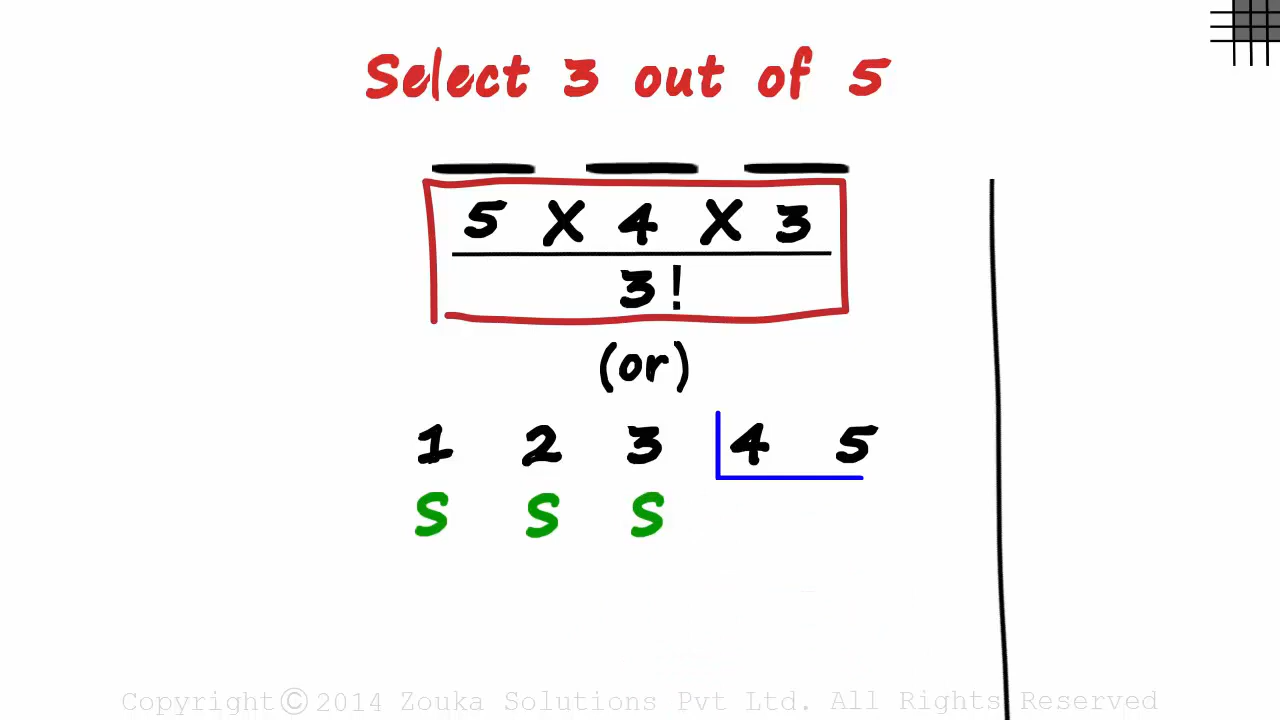 Select 3 out of 5
5 X 4 X 3
3!
(or)
1 2 3 4 5
S S S
Copyright©2014 Zouka Solutions Pvt Ltd. All Rights Reserved